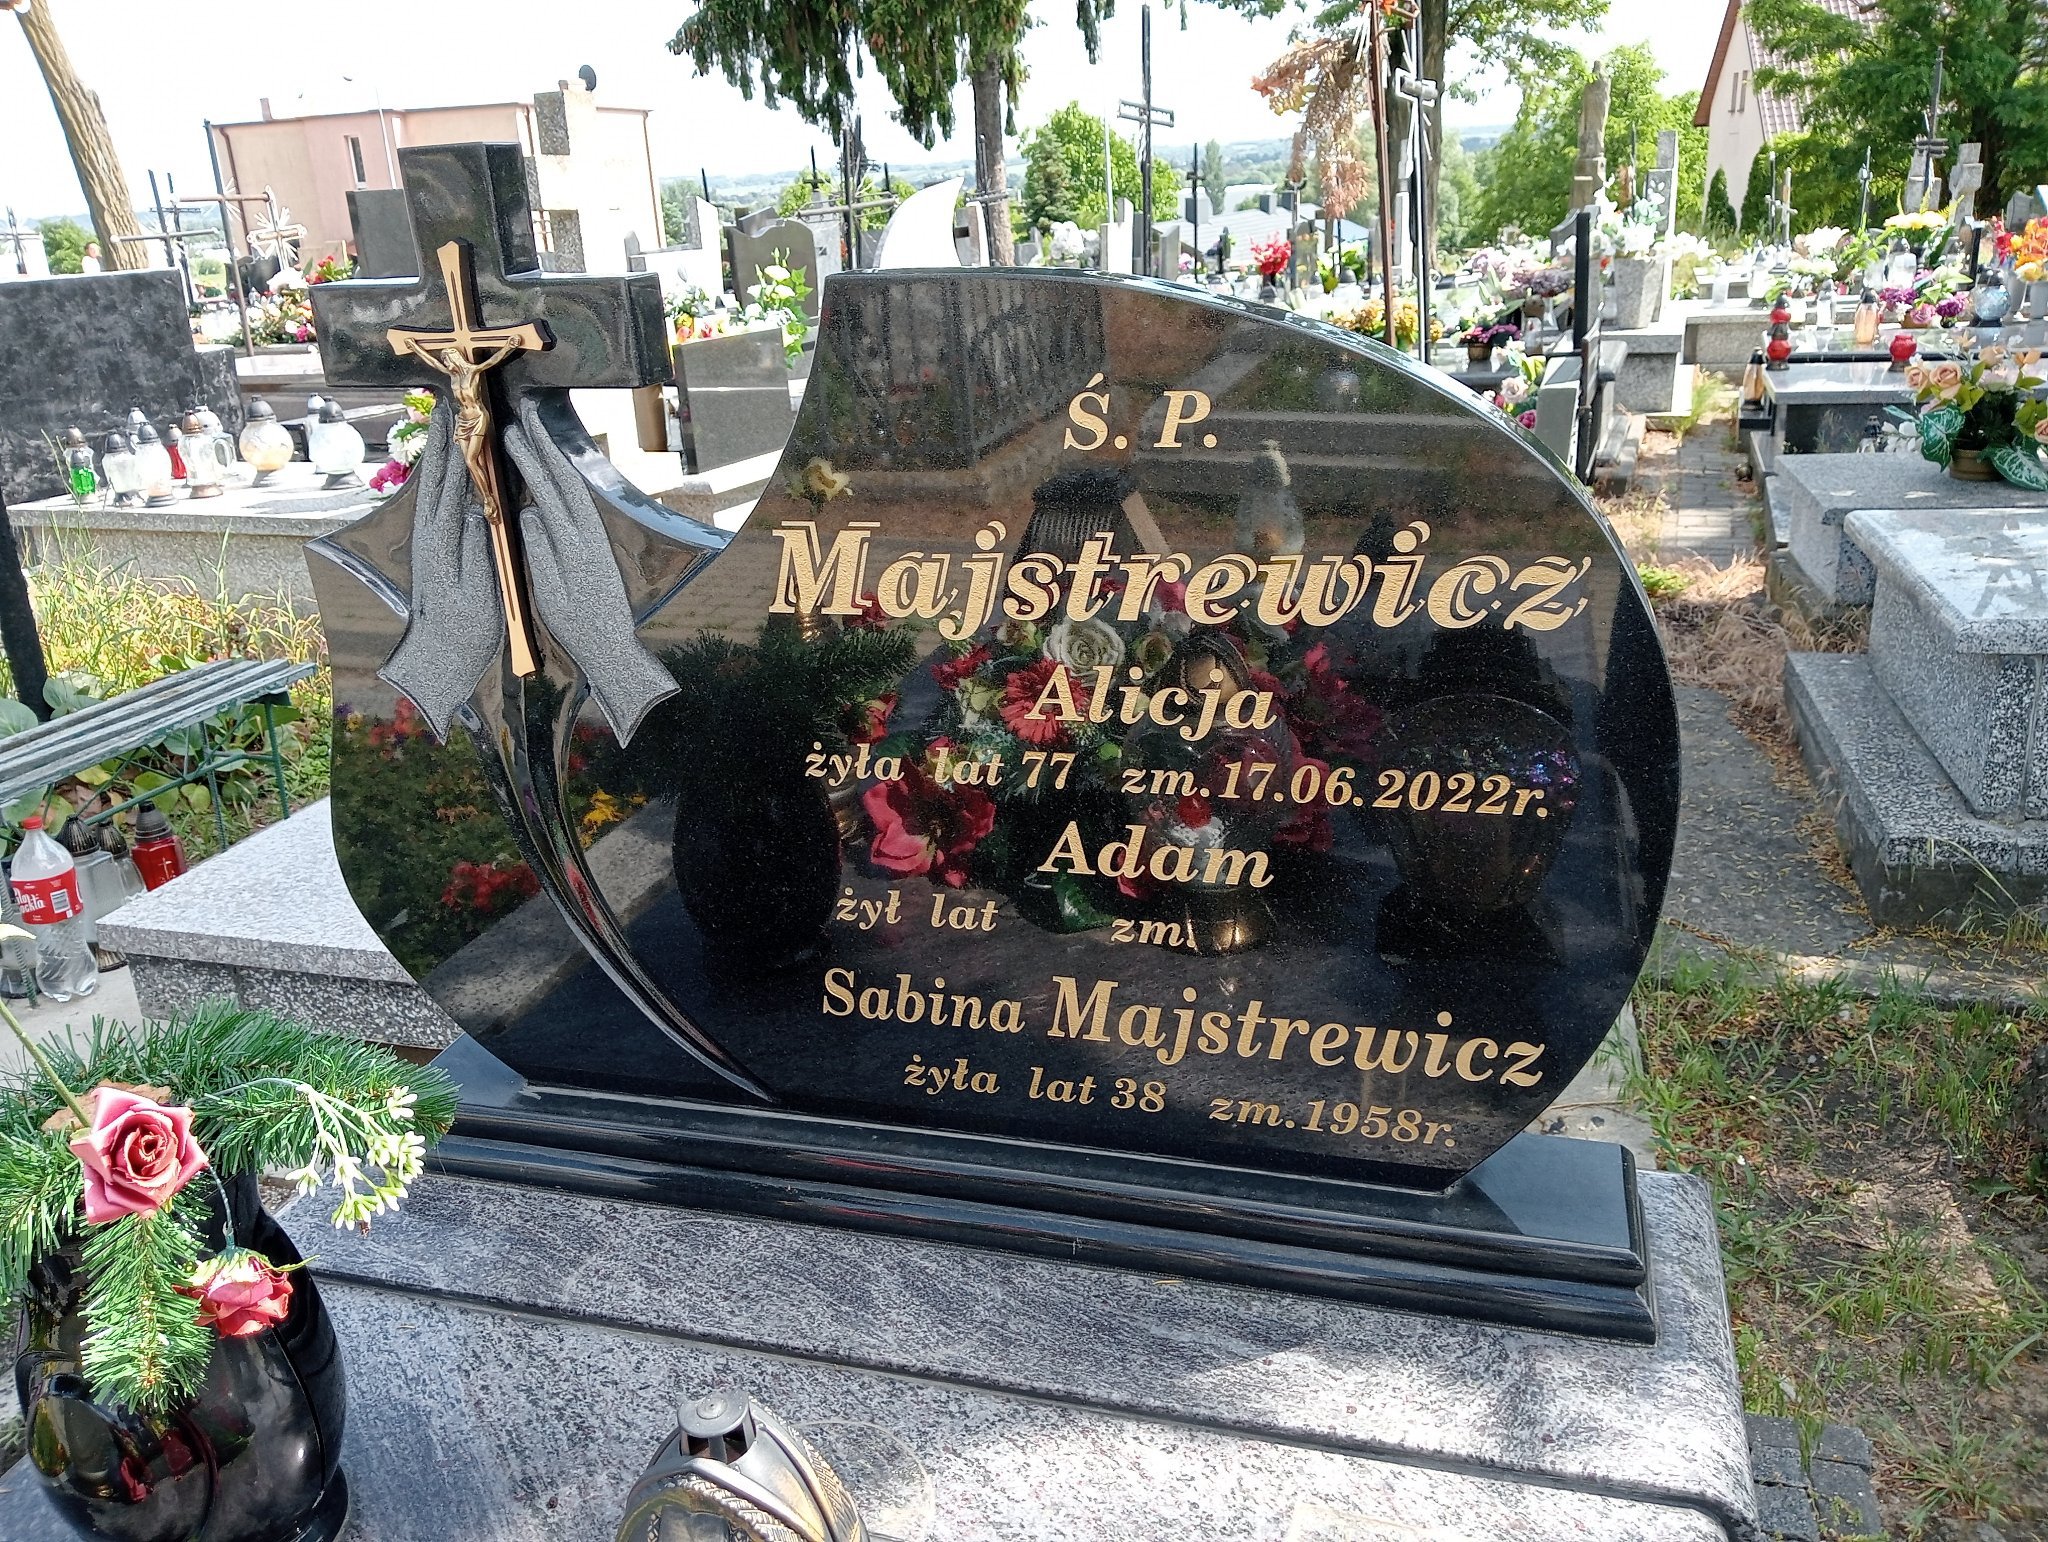 Ś. P.
Majstrewicz
Alicja
żyła lat 77 zm. 17.06.2022r.
Adam
żył lat zm.
Sabina Majstrewicz
żyła lat 38 zm. 1958r.